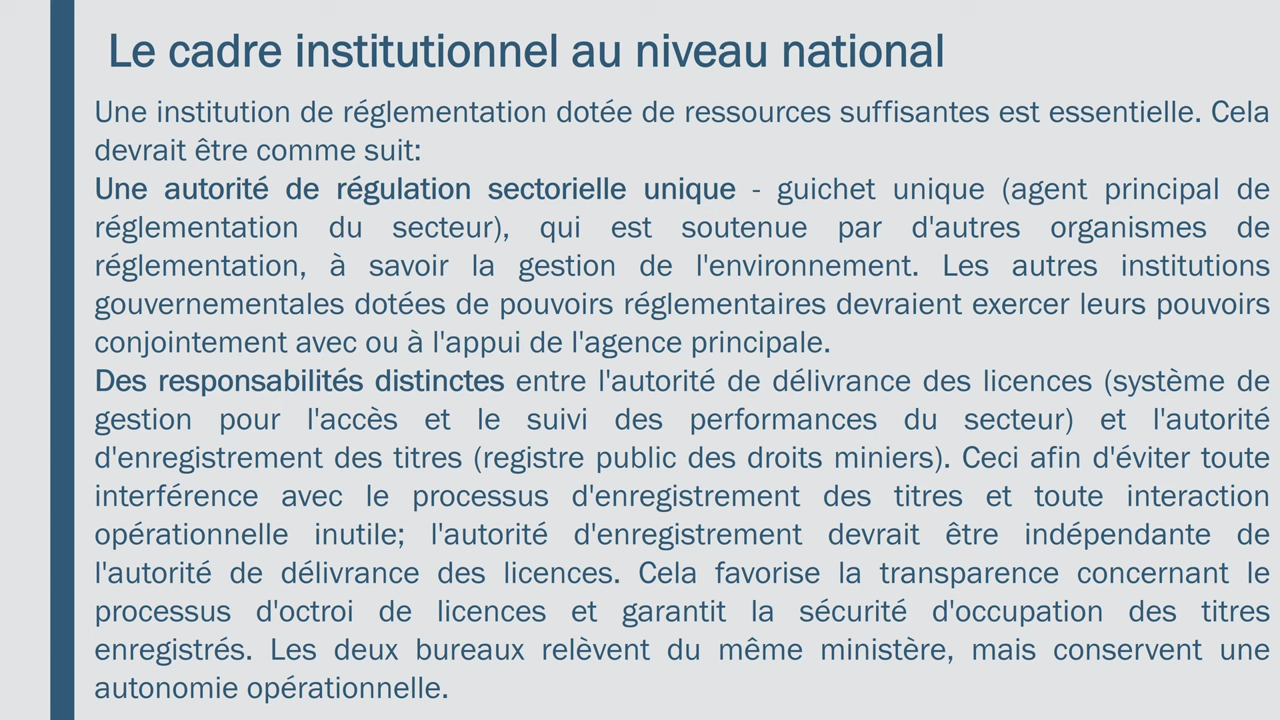 Le cadre institutionnel au niveau national
Une institution de réglementation dotée de ressources suffisantes est essentielle. Cela
devrait être comme suit:
Une autorité de régulation sectorielle unique - guichet unique (agent principal de
réglementation du secteur), qui est soutenue par d'autres organismes de
réglementation, à savoir la gestion de l'environnement. Les autres institutions
gouvernementales dotées de pouvoirs réglementaires devraient exercer leurs pouvoirs
conjointement avec ou à l'appui de l'agence principale.
Des responsabilités distinctes entre l'autorité de délivrance des licences (système de
gestion pour l'accès et le suivi des performances du secteur) et l'autorité
d'enregistrement des titres (registre public des droits miniers). Ceci afin d'éviter toute
interférence avec le processus d'enregistrement des titres et toute interaction
opérationnelle inutile; l'autorité d'enregistrement devrait être indépendante de
l'autorité de délivrance des licences. Cela favorise la transparence concernant le
processus d'octroi de licences et garantit la sécurité d'occupation des titres
enregistrés. Les deux bureaux relèvent du même ministère, mais conservent une
autonomie opérationnelle.